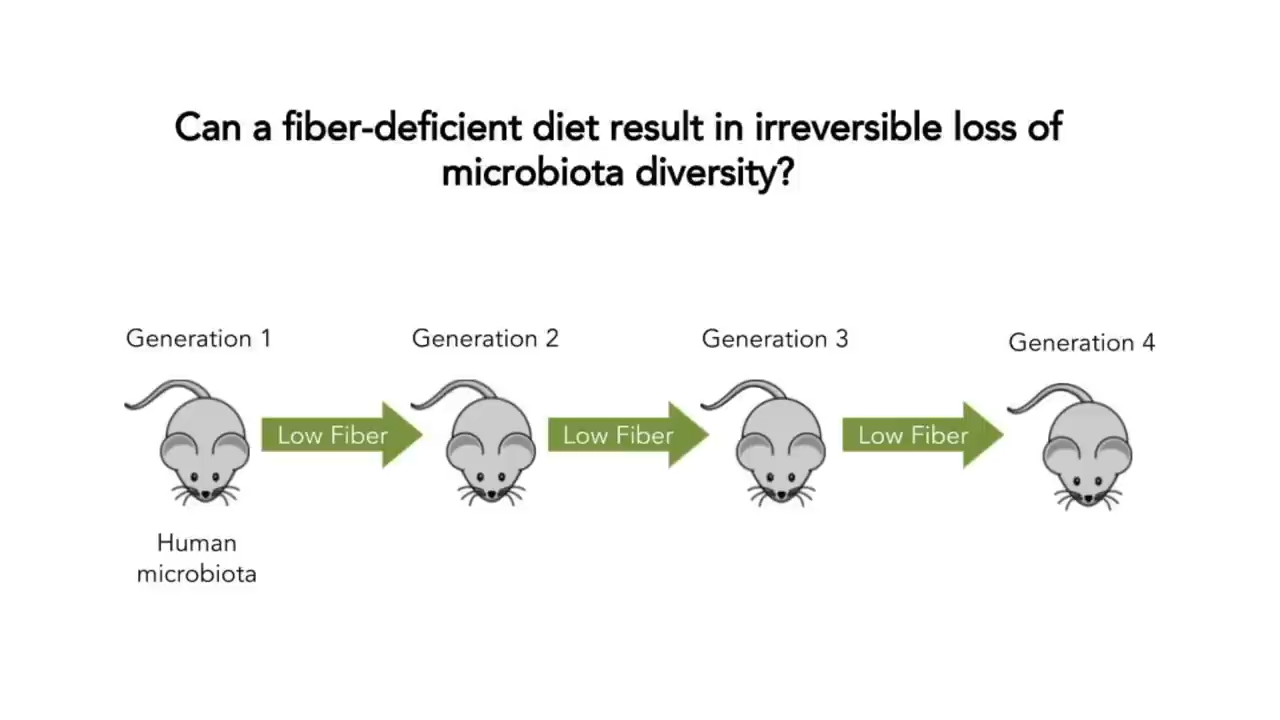 Can a fiber-deficient diet result in irreversible loss of
microbiota diversity?
Generation 1
Generation 2
Generation 3
Generation 4
Low Fiber
Low Fiber
Low Fiber
Human
microbiota